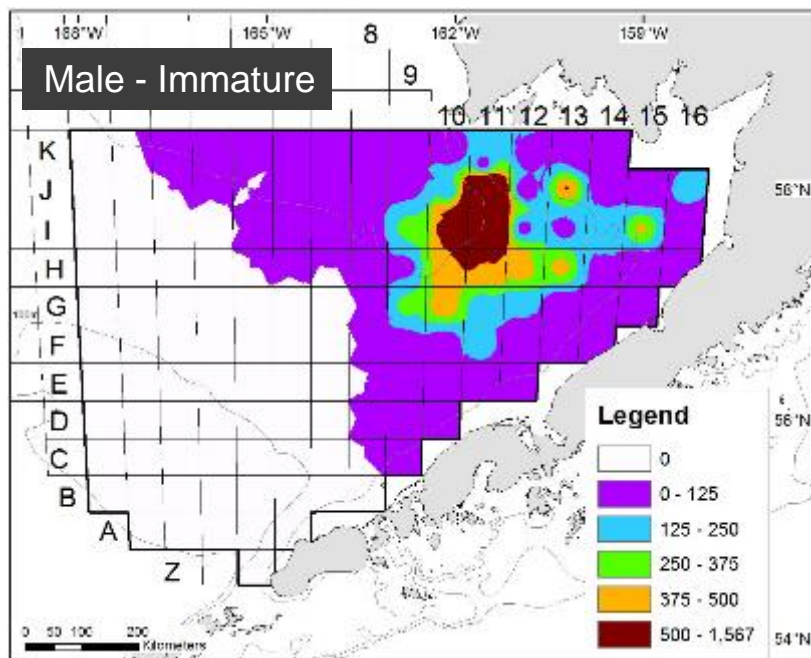 168°W 165°W 162°W 159°W
8
Male - Immature
9
10 11 12 13 14 15 16
K
J
58°N
I
H
G
F
E
D
56°N
C
B
A
Z
Legend
0
0 - 125
125 - 250
250 - 375
375 - 500
500 - 1,567
0 50 100 200
Kilometers
54°N